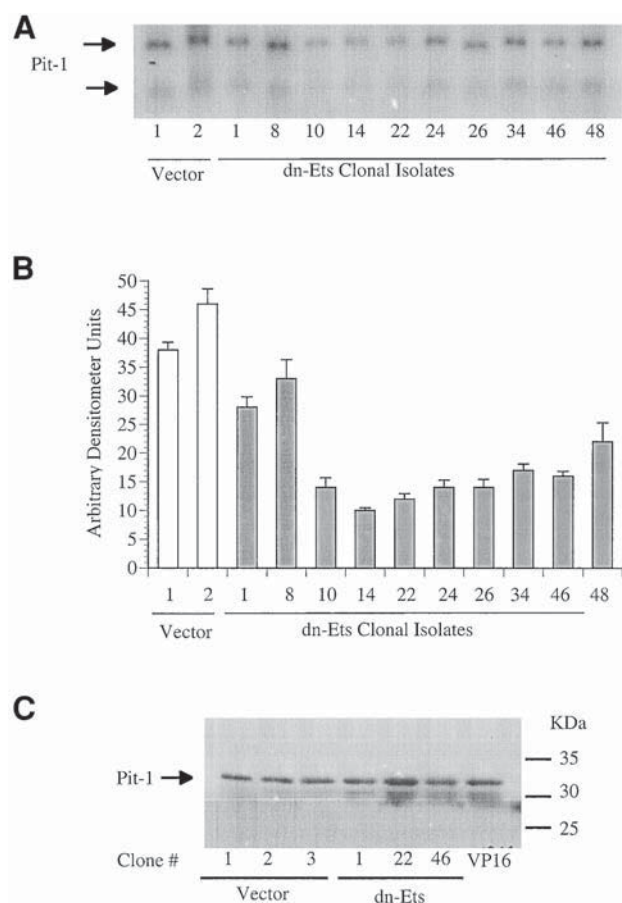 A
Pit-1
1 2 1 8 10 14 22 24 26 34 46 48
Vector
dn-Ets Clonal Isolates
B
Arbitrary Densitometer Units
50
45
40
35
30
25
20
15
10
5
0
1 2 1 8 10 14 22 24 26 34 46 48
Vector
dn-Ets Clonal Isolates
C
KDa
Pit-1
35
30
25
Clone # 1 2 3 1 22 46 VP16
Vector
dn-Ets